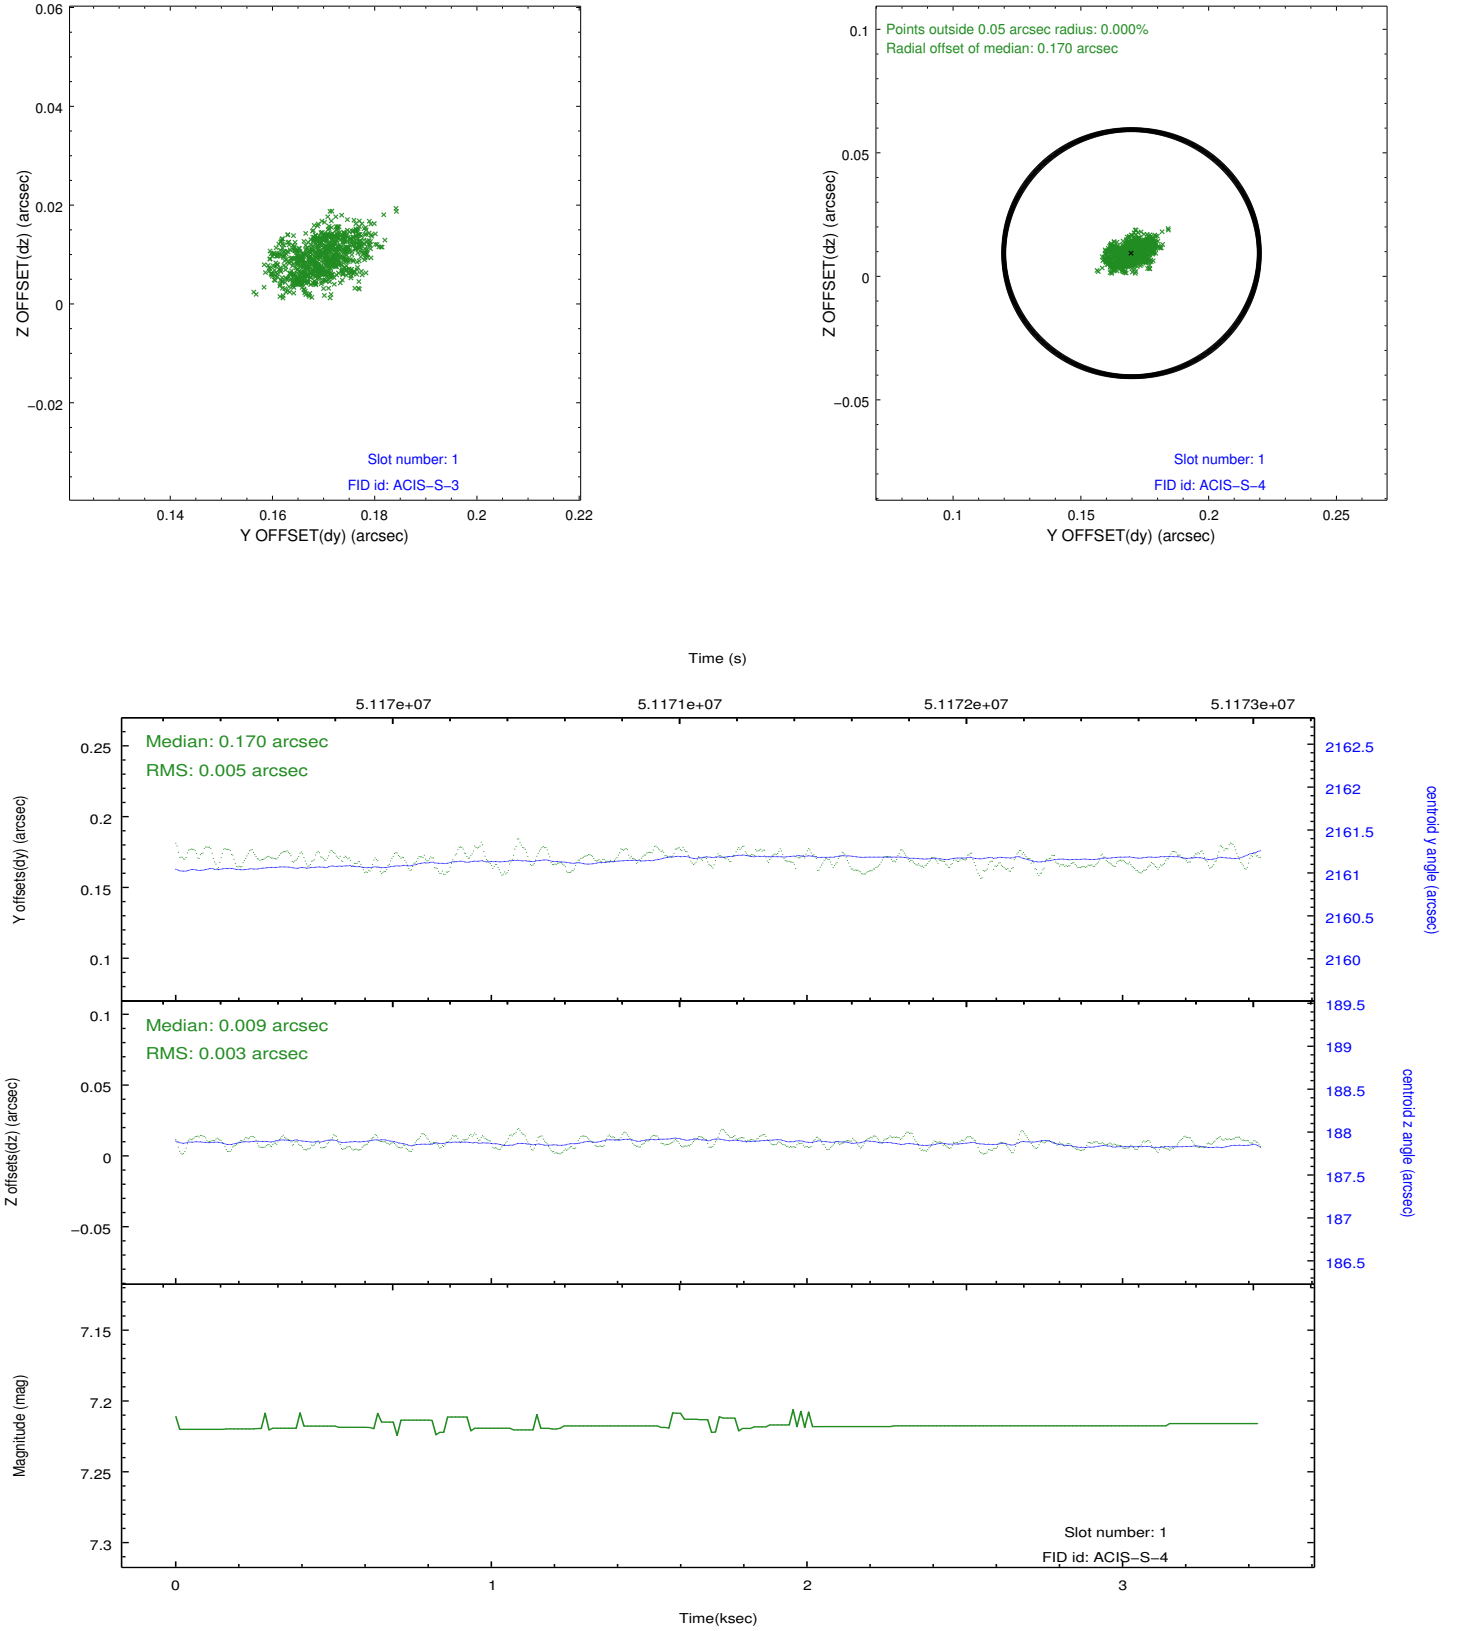 0.06
0.04
0.02
0
−0.02
Z OFFSET(dz) (arcsec)
Slot number: 1
FID id: ACIS−S−3
0.14 0.16 0.18 0.2 0.22
Y OFFSET(dy) (arcsec)
Points outside 0.05 arcsec radius: 0.000%
Radial offset of median: 0.170 arcsec
0.1
0.05
0
−0.05
Z OFFSET(dz) (arcsec)
Slot number: 1
FID id: ACIS−S−4
0.1 0.15 0.2 0.25
Y OFFSET(dy) (arcsec)
Time (s)
5.117e+07 5.1171e+07 5.1172e+07 5.1173e+07
Median: 0.170 arcsec
RMS: 0.005 arcsec
0.25
0.2
0.15
0.1
Y offsets(dy) (arcsec)
2162.5
2162
2161.5
2161
2160.5
2160
centroid y angle (arcsec)
Median: 0.009 arcsec
RMS: 0.003 arcsec
0.1
0.05
0
−0.05
Z offsets(dz) (arcsec)
189.5
189
188.5
188
187.5
187
186.5
centroid z angle (arcsec)
7.15
7.2
7.25
7.3
Magnitude (mag)
Slot number: 1
FID id: ACIS−S−4
0 1 2 3
Time(ksec)